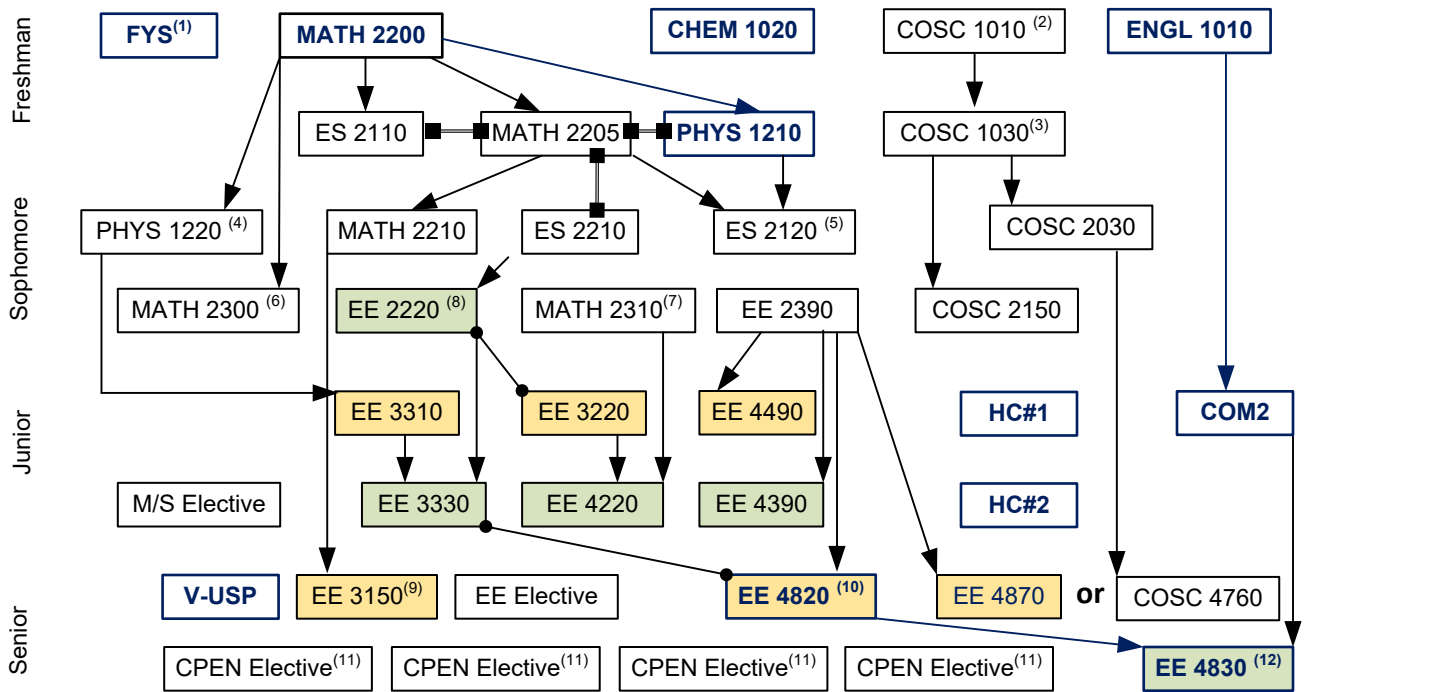 Freshman
FYS(1)
MATH 2200
CHEM 1020
COSC 1010 (2)
ENGL 1010
ES 2110
MATH 2205
PHYS 1210
COSC 1030(3)
Sophomore
PHYS 1220 (4)
MATH 2210
ES 2210
ES 2120 (5)
COSC 2030
MATH 2300 (6)
EE 2220 (8)
MATH 2310(7)
EE 2390
COSC 2150
Junior
EE 3310
EE 3220
EE 4490
HC#1
COM2
M/S Elective
EE 3330
EE 4220
EE 4390
HC#2
Senior
V-USP
EE 3150(9)
EE Elective
EE 4820 (10)
EE 4870
or
COSC 4760
CPEN Elective(11)
CPEN Elective(11)
CPEN Elective(11)
CPEN Elective(11)
EE 4830 (12)